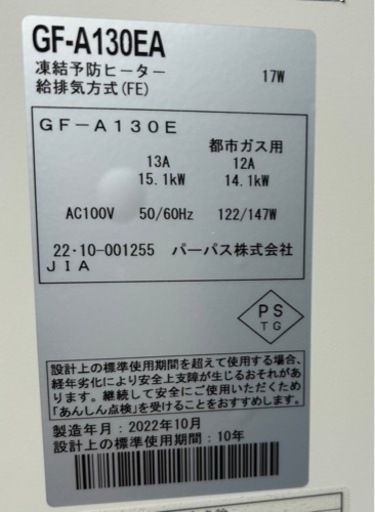 GF-A130EA
凍結予防ヒーター 17W
給排気方式(FE)
GF-A130E
都市ガス用
13A 12A
15.1kW 14.1kW
AC100V 50/60Hz 122/147W
22・10-001255 パーパス株式会社
JIA
PS
TG
設計上の標準使用期間を超えて使用する場合、
経年劣化により安全上支障が生じるおそれがあ
ります。継続して安全にご使用いただくため
「あんしん点検」を受けることをおすすめします。
製造年月：2022年10月
設計上の標準使用期間：10年